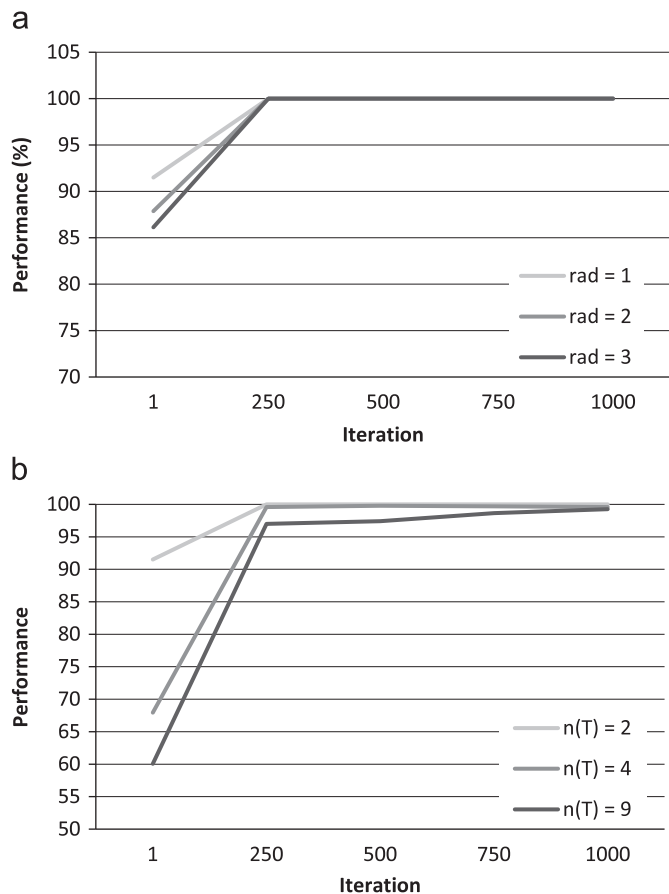 a
105
100
95
90
85
80
75
70
Performance (%)
rad = 1
rad = 2
rad = 3
1 250 500 750 1000
Iteration
b
100
95
90
85
80
75
70
65
60
55
50
Performance
n(T) = 2
n(T) = 4
n(T) = 9
1 250 500 750 1000
Iteration